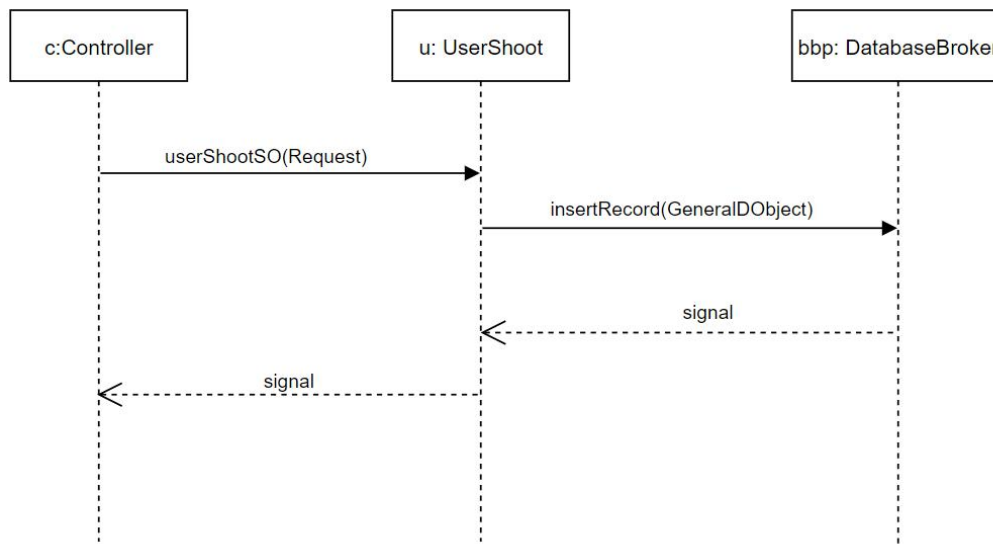 c:Controller
u: UserShoot
bbp: DatabaseBroker
userShootSO(Request)
insertRecord(GeneralDObject)
signal
signal